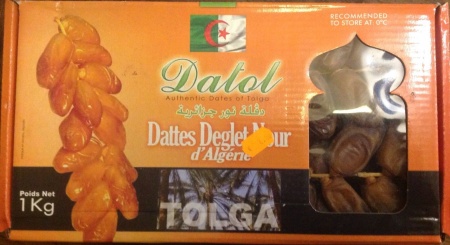 RECOMMENDED
TO STORE AT 0°C
Datol
Authentic Dates of Tolga
دقلة نور جزائرية
Dattes Deglet Nour
d'Algérie
Poids Net
1Kg
TOLGA